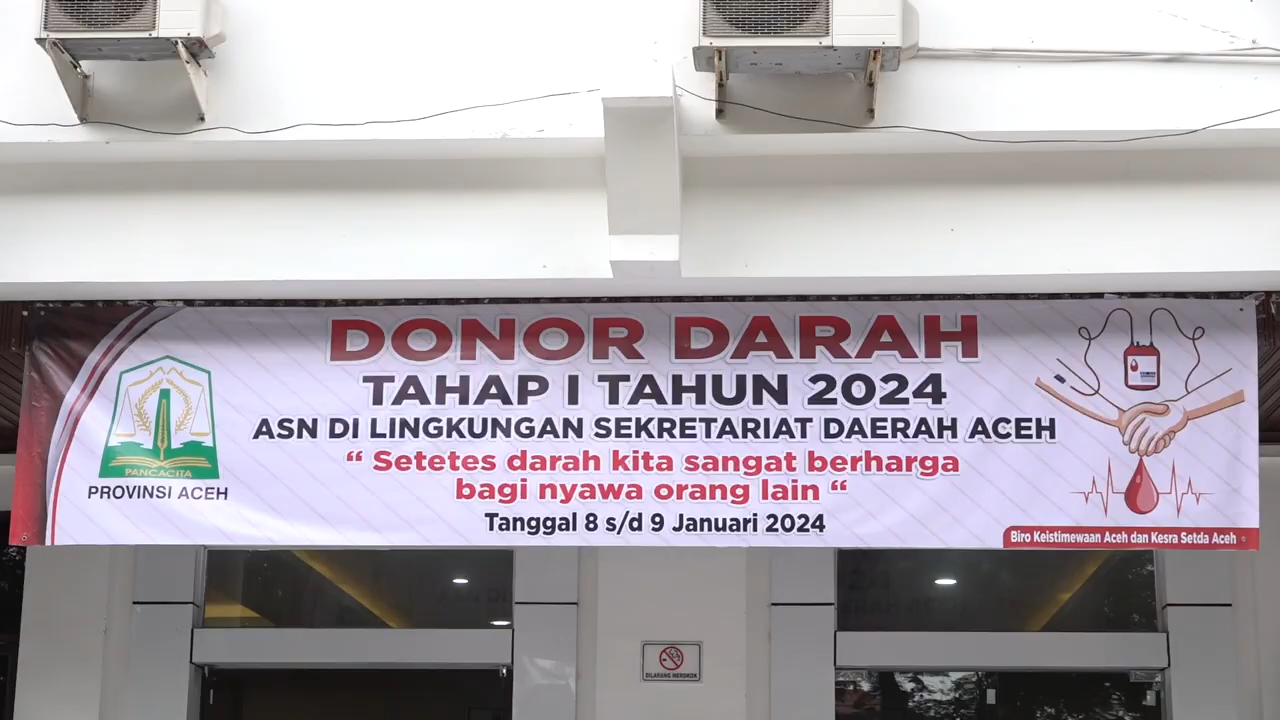 DONOR DARAH
TAHAP I TAHUN 2024
ASN DI LINGKUNGAN SEKRETARIAT DAERAH ACEH
“ Setetes darah kita sangat berharga
bagi nyawa orang lain “
Tanggal 8 s/d 9 Januari 2024
PANCACITA
PROVINSI ACEH
Biro Keistimewaan Aceh dan Kesra Setda Aceh
DILARANG MEROKOK